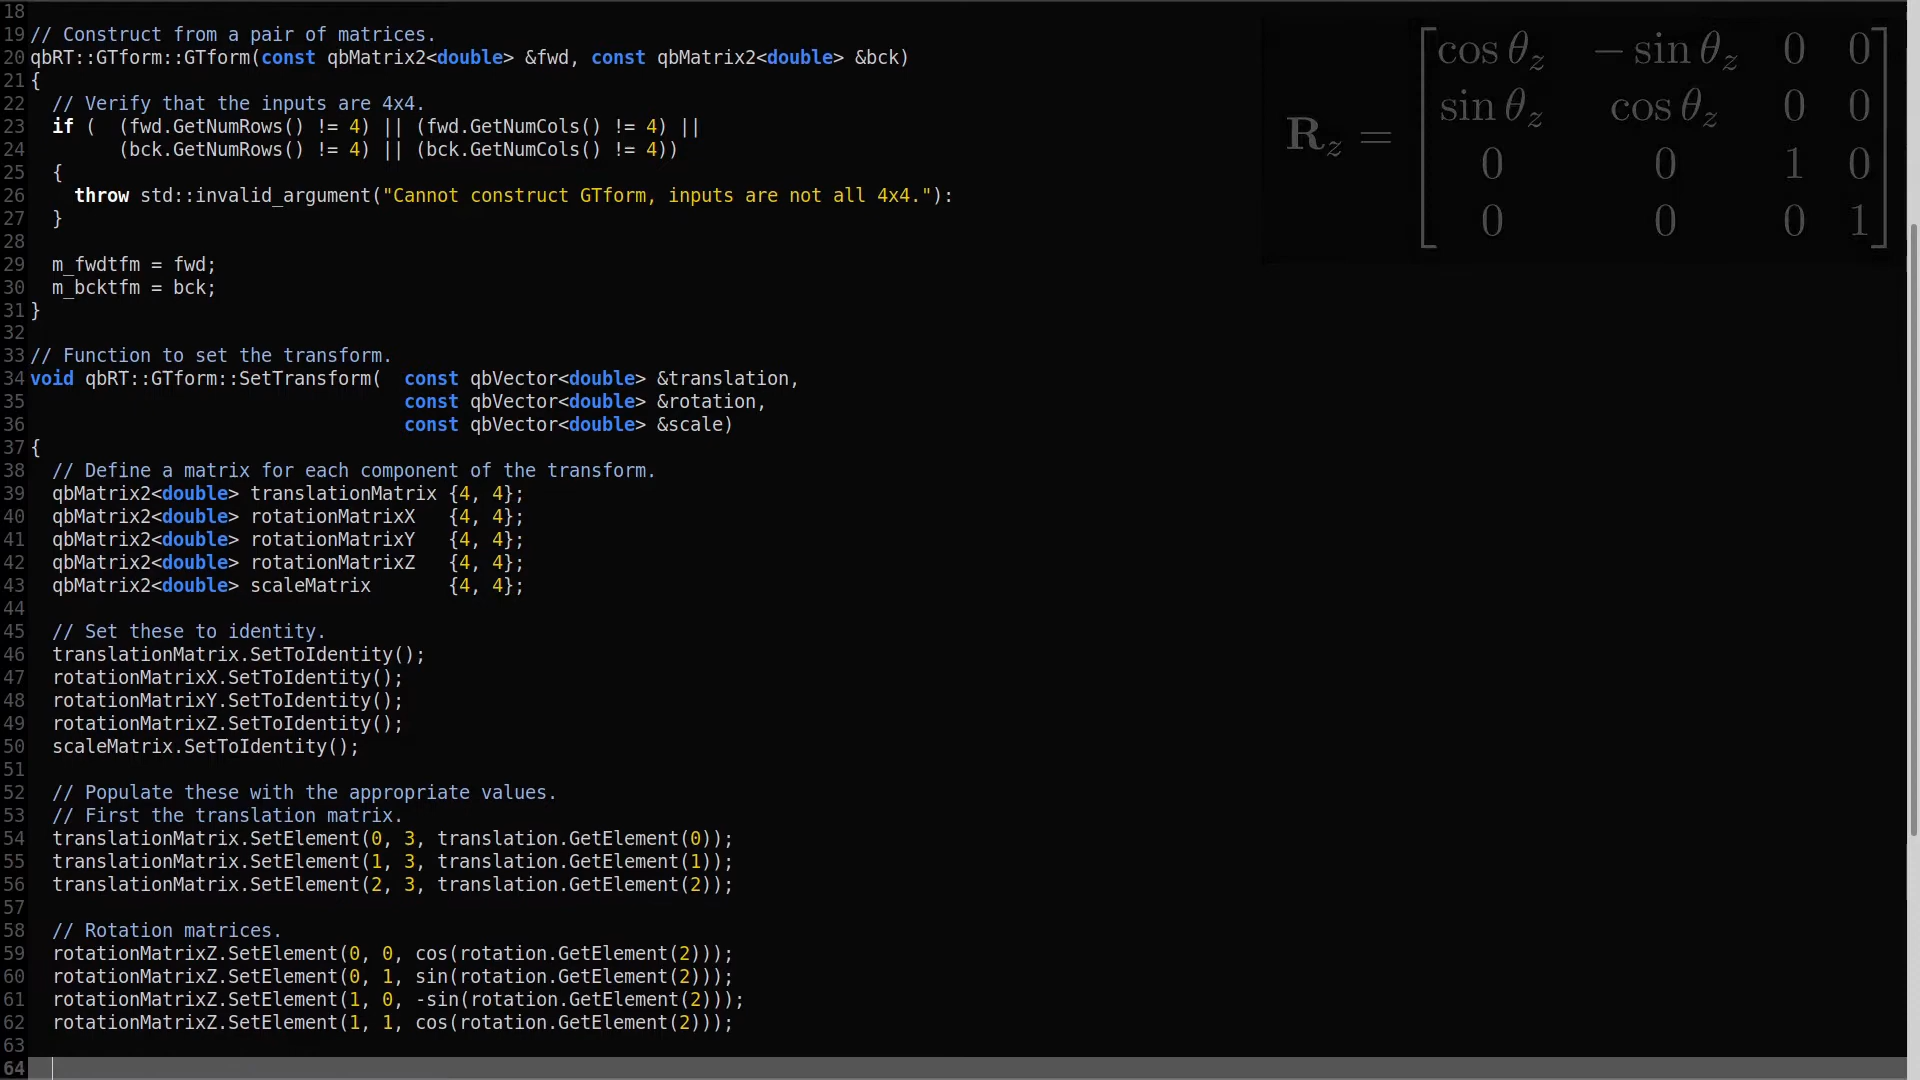 18
19 // Construct from a pair of matrices.
20 qbRT::GTform::GTform(const qbMatrix2<double> &fwd, const qbMatrix2<double> &bck)
21 {
22   // Verify that the inputs are 4x4.
23   if (  (fwd.GetNumRows() != 4) || (fwd.GetNumCols() != 4) ||
24         (bck.GetNumRows() != 4) || (bck.GetNumCols() != 4))
25   {
26     throw std::invalid_argument("Cannot construct GTform, inputs are not all 4x4."):
27   }
28
29   m_fwdtfm = fwd;
30   m_bcktfm = bck;
31 }
32
33 // Function to set the transform.
34 void qbRT::GTform::SetTransform(  const qbVector<double> &translation,
35                                   const qbVector<double> &rotation,
36                                   const qbVector<double> &scale)
37 {
38   // Define a matrix for each component of the transform.
39   qbMatrix2<double> translationMatrix {4, 4};
40   qbMatrix2<double> rotationMatrixX   {4, 4};
41   qbMatrix2<double> rotationMatrixY   {4, 4};
42   qbMatrix2<double> rotationMatrixZ   {4, 4};
43   qbMatrix2<double> scaleMatrix       {4, 4};
44
45   // Set these to identity.
46   translationMatrix.SetToIdentity();
47   rotationMatrixX.SetToIdentity();
48   rotationMatrixY.SetToIdentity();
49   rotationMatrixZ.SetToIdentity();
50   scaleMatrix.SetToIdentity();
51
52   // Populate these with the appropriate values.
53   // First the translation matrix.
54   translationMatrix.SetElement(0, 3, translation.GetElement(0));
55   translationMatrix.SetElement(1, 3, translation.GetElement(1));
56   translationMatrix.SetElement(2, 3, translation.GetElement(2));
57
58   // Rotation matrices.
59   rotationMatrixZ.SetElement(0, 0, cos(rotation.GetElement(2)));
60   rotationMatrixZ.SetElement(0, 1, sin(rotation.GetElement(2)));
61   rotationMatrixZ.SetElement(1, 0, -sin(rotation.GetElement(2)));
62   rotationMatrixZ.SetElement(1, 1, cos(rotation.GetElement(2)));
63
64
R_z =
cos θ_z − sin θ_z 0 0
sin θ_z cos θ_z 0 0
0 0 1 0
0 0 0 1